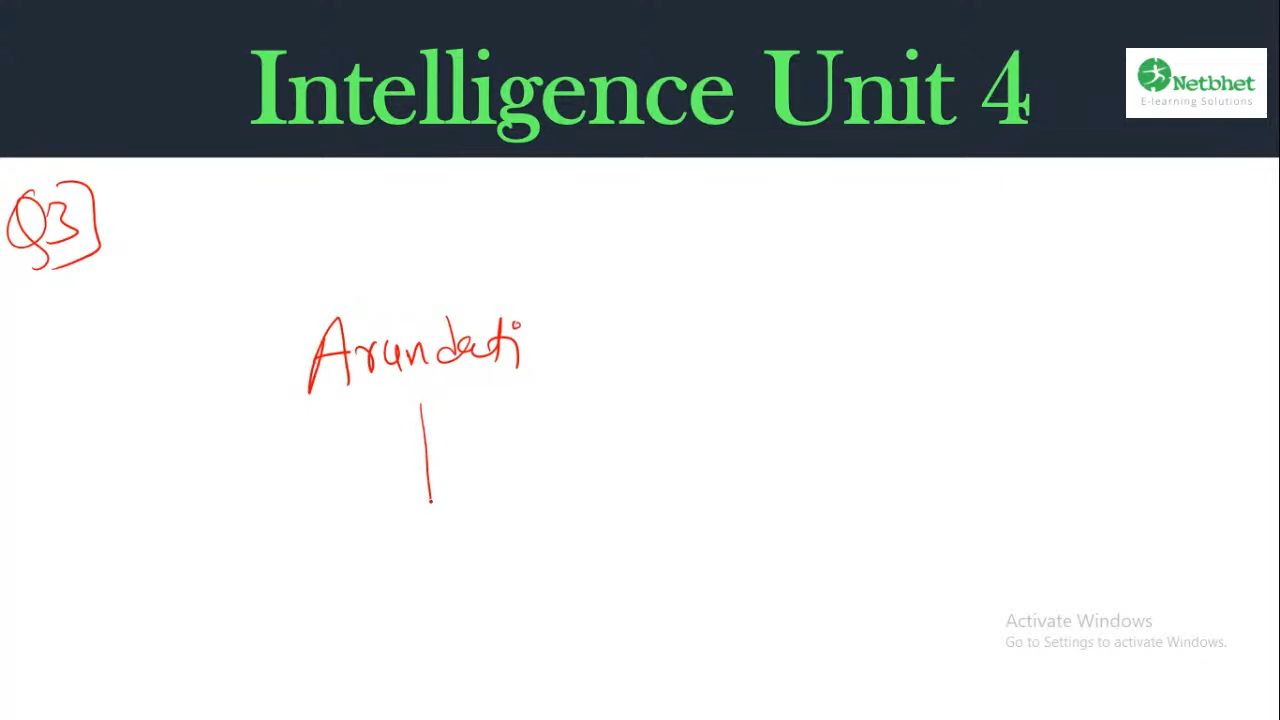 Intelligence Unit 4
Netbhet
E-learning Solutions
Q3]
Arundati
Activate Windows
Go to Settings to activate Windows.